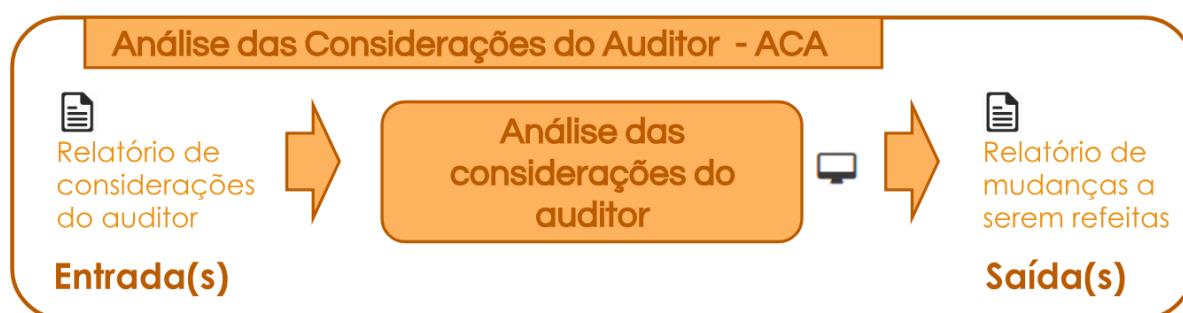 Análise das Considerações do Auditor - ACA
Relatório de
considerações
do auditor
Entrada(s)
Análise das
considerações do
auditor
Relatório de
mudanças a
serem refeitas
Saída(s)